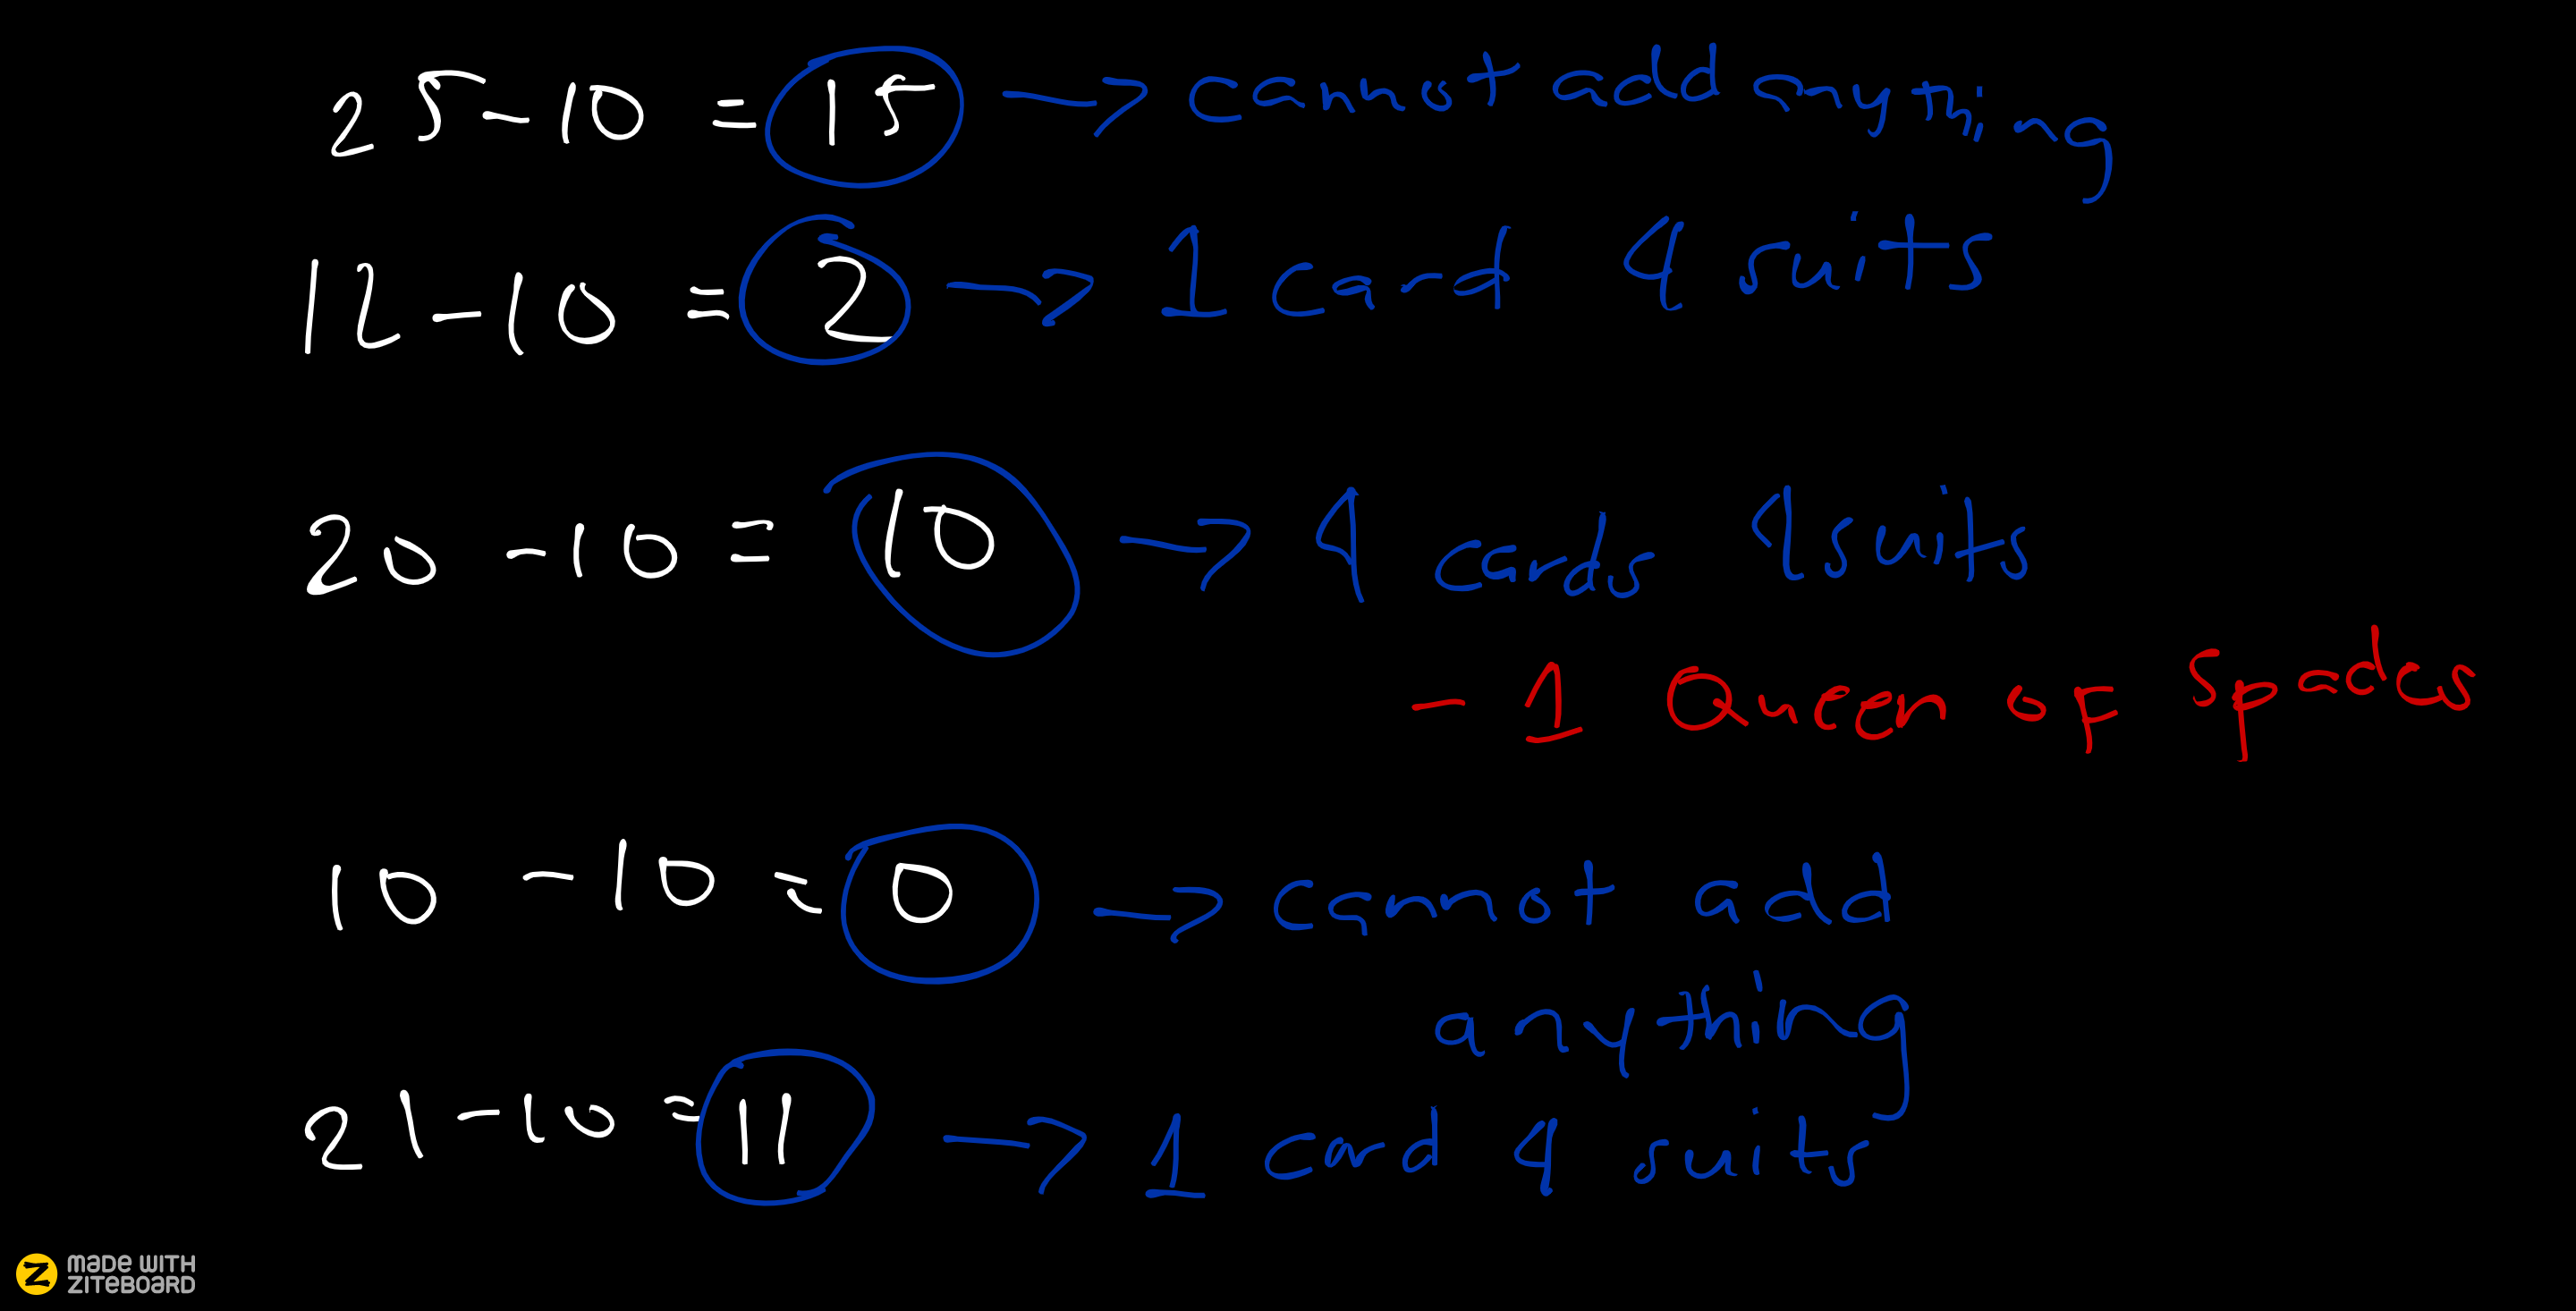 25-10 = 15 → cannot add anything
12-10 = 2 → 1 card 4 suits
20-10 = 10 → 4 cards 4 suits
- 1 Queen of Spades
10 - 10 = 0 → cannot add
anything
21-10 = 11 → 1 card 4 suits
MADE WITH
ZITEBOARD